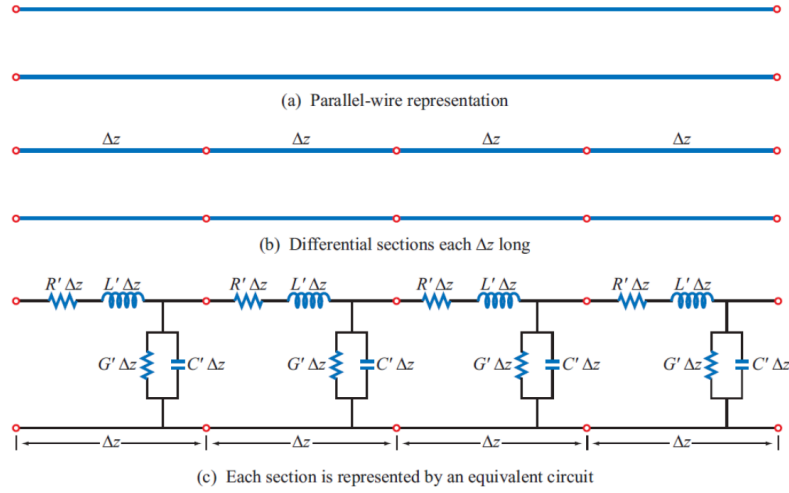 (a) Parallel-wire representation
Δz Δz Δz Δz
(b) Differential sections each Δz long
R′ Δz L′ Δz R′ Δz L′ Δz R′ Δz L′ Δz R′ Δz L′ Δz
G′ Δz C′ Δz G′ Δz C′ Δz G′ Δz C′ Δz G′ Δz C′ Δz
Δz Δz Δz Δz
(c) Each section is represented by an equivalent circuit